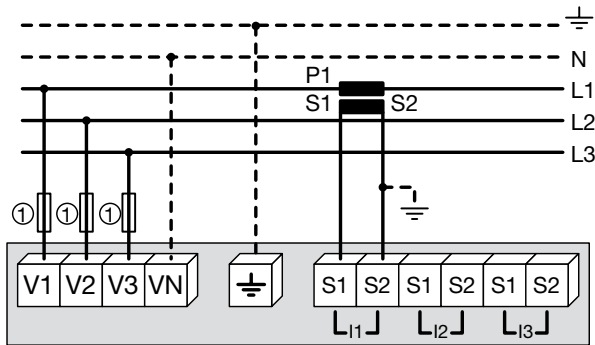 N
P1
L1
S1 S2
L2
L3
① ① ①
V1 V2 V3 VN S1 S2 S1 S2 S1 S2
I1 I2 I3